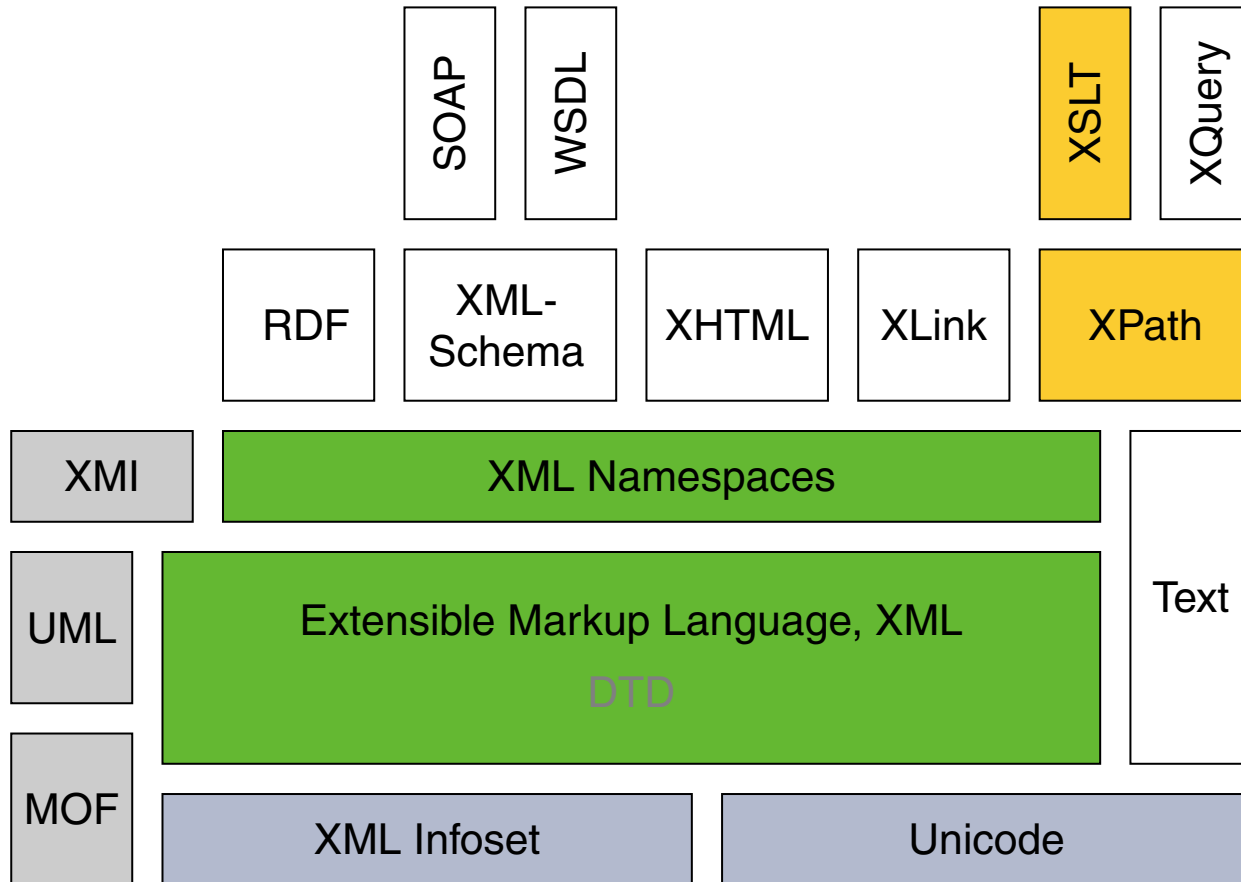 SOAP
WSDL
XSLT
XQuery
RDF
XML-
Schema
XHTML
XLink
XPath
XMI
XML Namespaces
UML
Extensible Markup Language, XML
DTD
Text
MOF
XML Infoset
Unicode